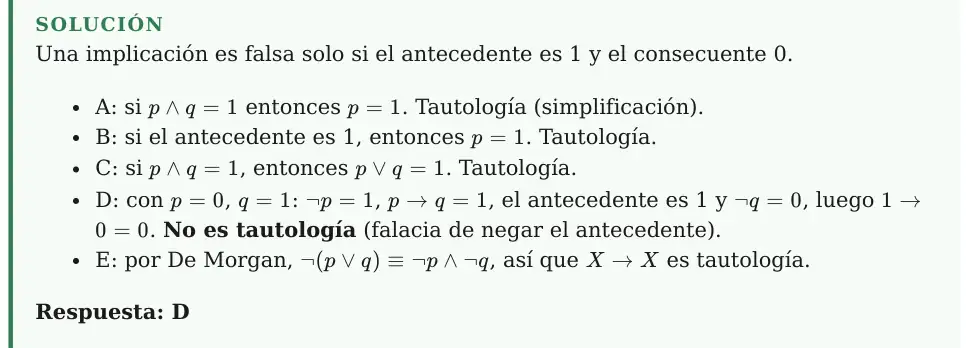 SOLUCIÓN
Una implicación es falsa solo si el antecedente es 1 y el consecuente 0.
• A: si p ∧ q = 1 entonces p = 1. Tautología (simplificación).
• B: si el antecedente es 1, entonces p = 1. Tautología.
• C: si p ∧ q = 1, entonces p ∨ q = 1. Tautología.
• D: con p = 0, q = 1: ¬p = 1, p → q = 1, el antecedente es 1 y ¬q = 0, luego 1 →
0 = 0. No es tautología (falacia de negar el antecedente).
• E: por De Morgan, ¬(p ∨ q) ≡ ¬p ∧ ¬q, así que X → X es tautología.
Respuesta: D